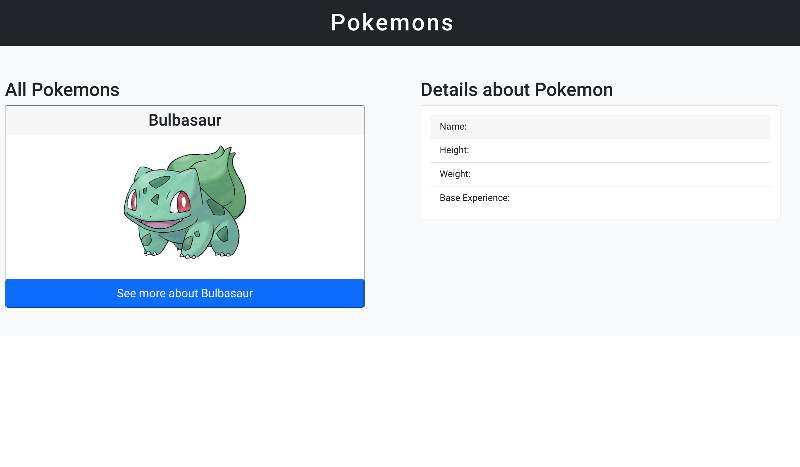 Pokemons
All Pokemons
Bulbasaur
See more about Bulbasaur
Details about Pokemon
Name:
Height:
Weight:
Base Experience: